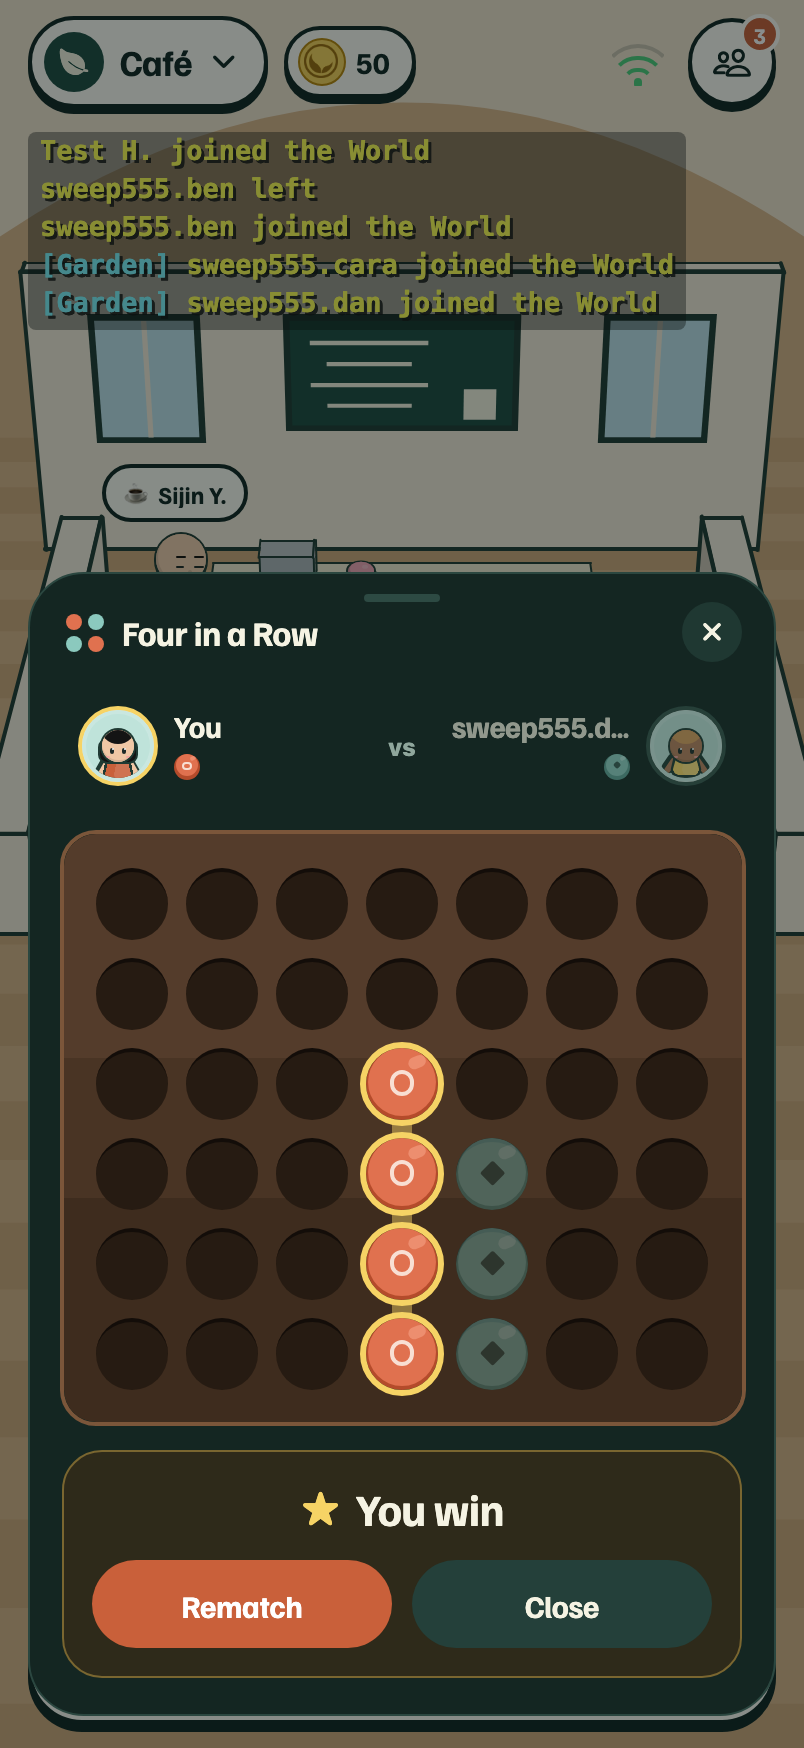 Café
50
3
Test H. joined the World
sweep555.ben left
sweep555.ben joined the World
[Garden] sweep555.cara joined the World
[Garden] sweep555.dan joined the World
Sijin Y.
Four in a Row
You
vs
sweep555.d...
You win
Rematch
Close